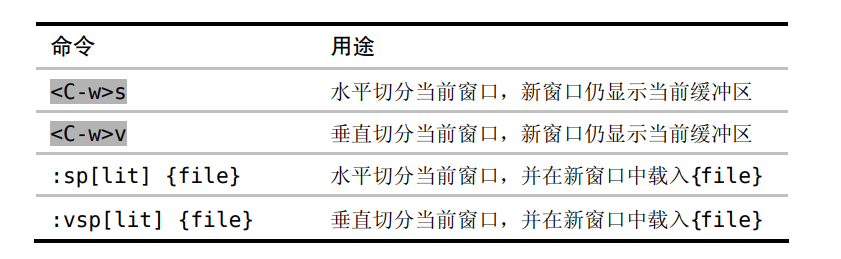 命令 用途
<C-w>s 水平切分当前窗口，新窗口仍显示当前缓冲区
<C-w>v 垂直切分当前窗口，新窗口仍显示当前缓冲区
:sp[lit] {file} 水平切分当前窗口，并在新窗口中载入{file}
:vsp[lit] {file} 垂直切分当前窗口，并在新窗口中载入{file}